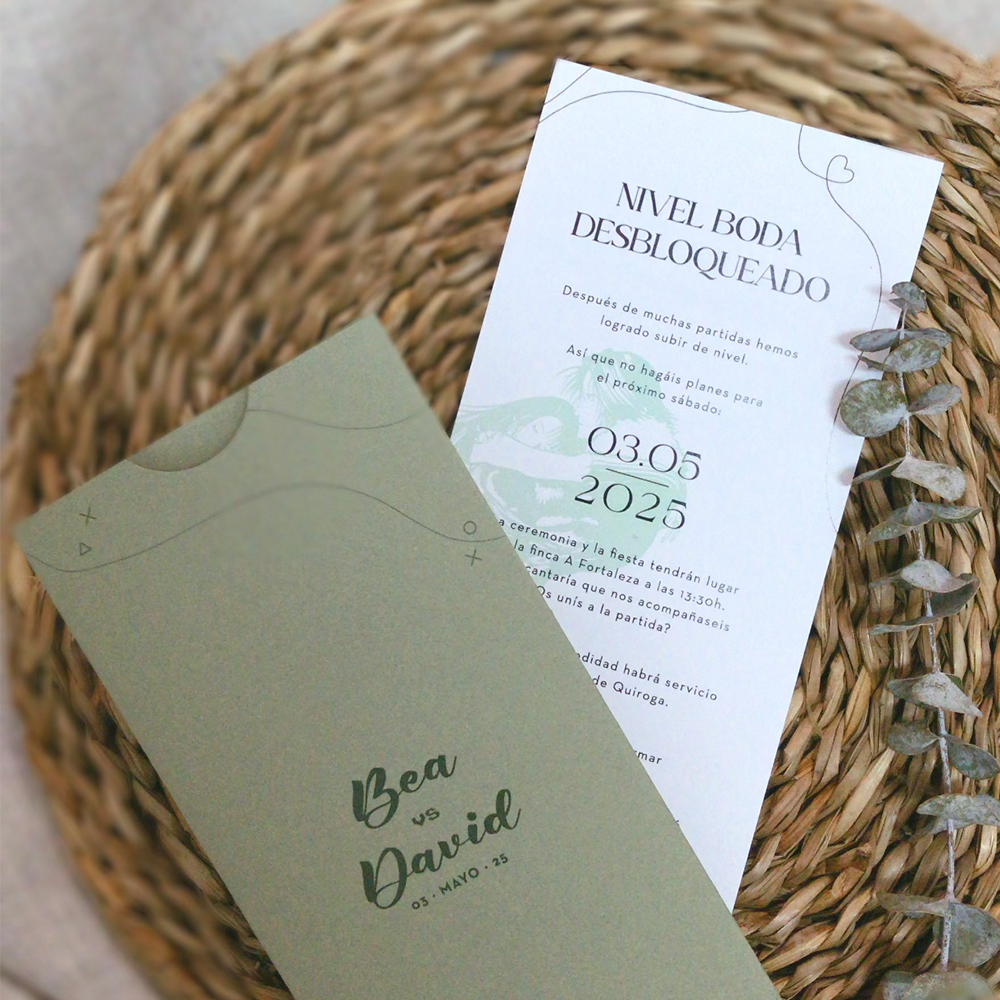 NIVEL BODA
DESBLOQUEADO
Después de muchas partidas hemos
logrado subir de nivel.
Así que no hagáis planes para
el próximo sábado:
03.05
2025
a ceremonia y la fiesta tendrán lugar
la finca A Fortaleza a las 13:30h.
cantaría que nos acompañaseis
Os unís a la partida?
odidad habrá servicio
de Quiroga.
rmar
Bea
vs
David
03 · MAYO · 25